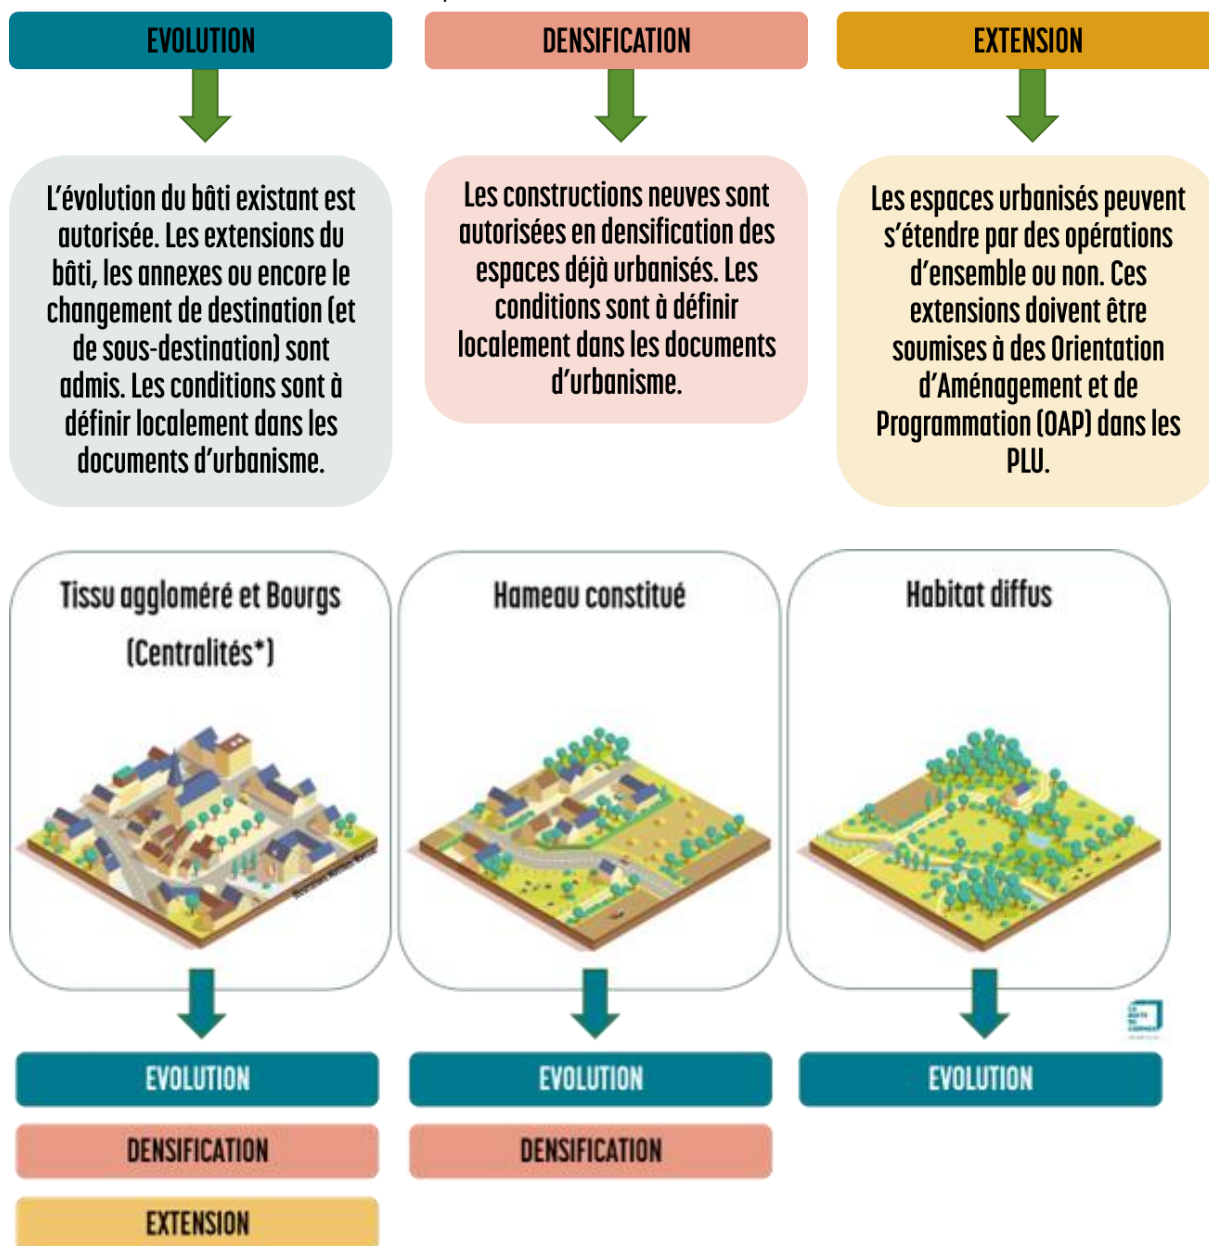 EVOLUTION
DENSIFICATION
EXTENSION
L'évolution du bâti existant est
autorisée. Les extensions du
bâti, les annexes ou encore le
changement de destination (et
de sous-destination) sont
admis. Les conditions sont à
définir localement dans les
documents d'urbanisme.
Les constructions neuves sont
autorisées en densification des
espaces déjà urbanisés. Les
conditions sont à définir
localement dans les documents
d'urbanisme.
Les espaces urbanisés peuvent
s'étendre par des opérations
d'ensemble ou non. Ces
extensions doivent être
soumises à des Orientation
d'Aménagement et de
Programmation (OAP) dans les
PLU.
Tissu aggloméré et Bourgs
(Centralités*)
Hameau constitué
Habitat diffus
EVOLUTION
DENSIFICATION
EXTENSION
EVOLUTION
DENSIFICATION
EVOLUTION